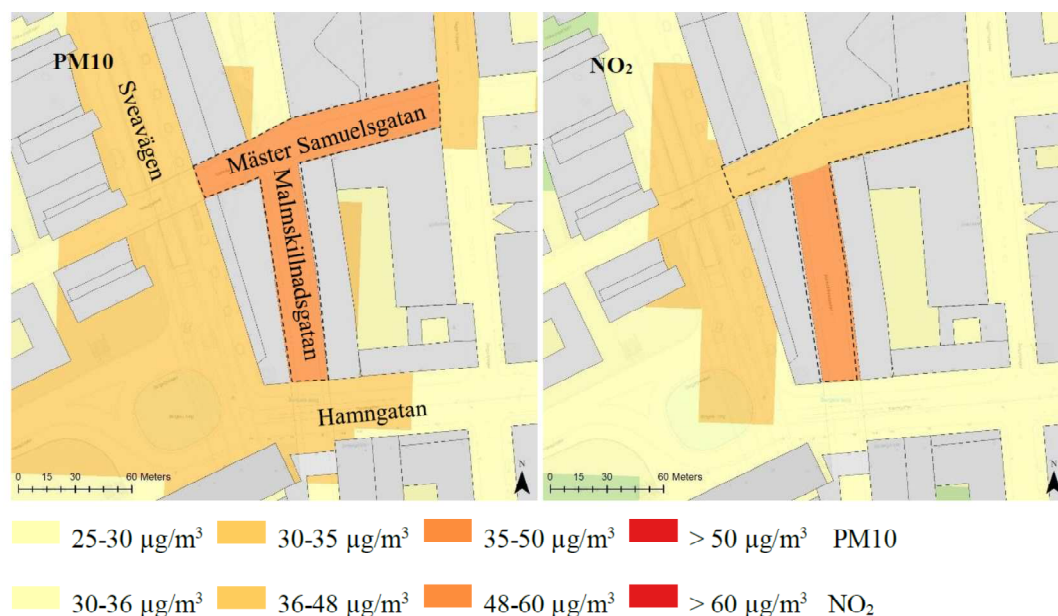 PM10
NO₂
Sveavägen
Mäster Samuelsgatan
Malmskillnadsgatan
Hamngatan
0 15 30 60 Meters
N
0 15 30 60 Meters
N
25-30 µg/m³ 30-35 µg/m³ 35-50 µg/m³ > 50 µg/m³ PM10
30-36 µg/m³ 36-48 µg/m³ 48-60 µg/m³ > 60 µg/m³ NO₂